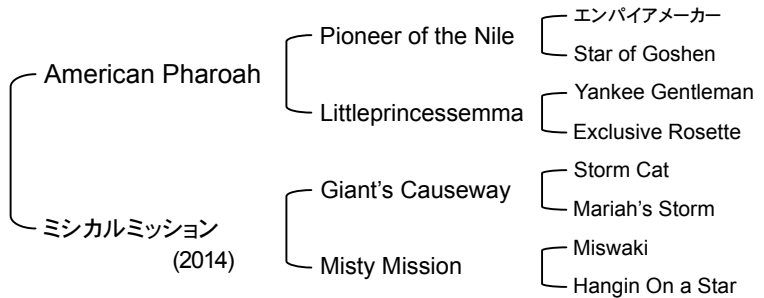 エンパイアメーカー
Pioneer of the Nile
Star of Goshen
American Pharoah
Yankee Gentleman
Littleprincessemma
Exclusive Rosette
Storm Cat
Giant's Causeway
Mariah's Storm
ミシカルミッション
(2014)
Miswaki
Misty Mission
Hangin On a Star